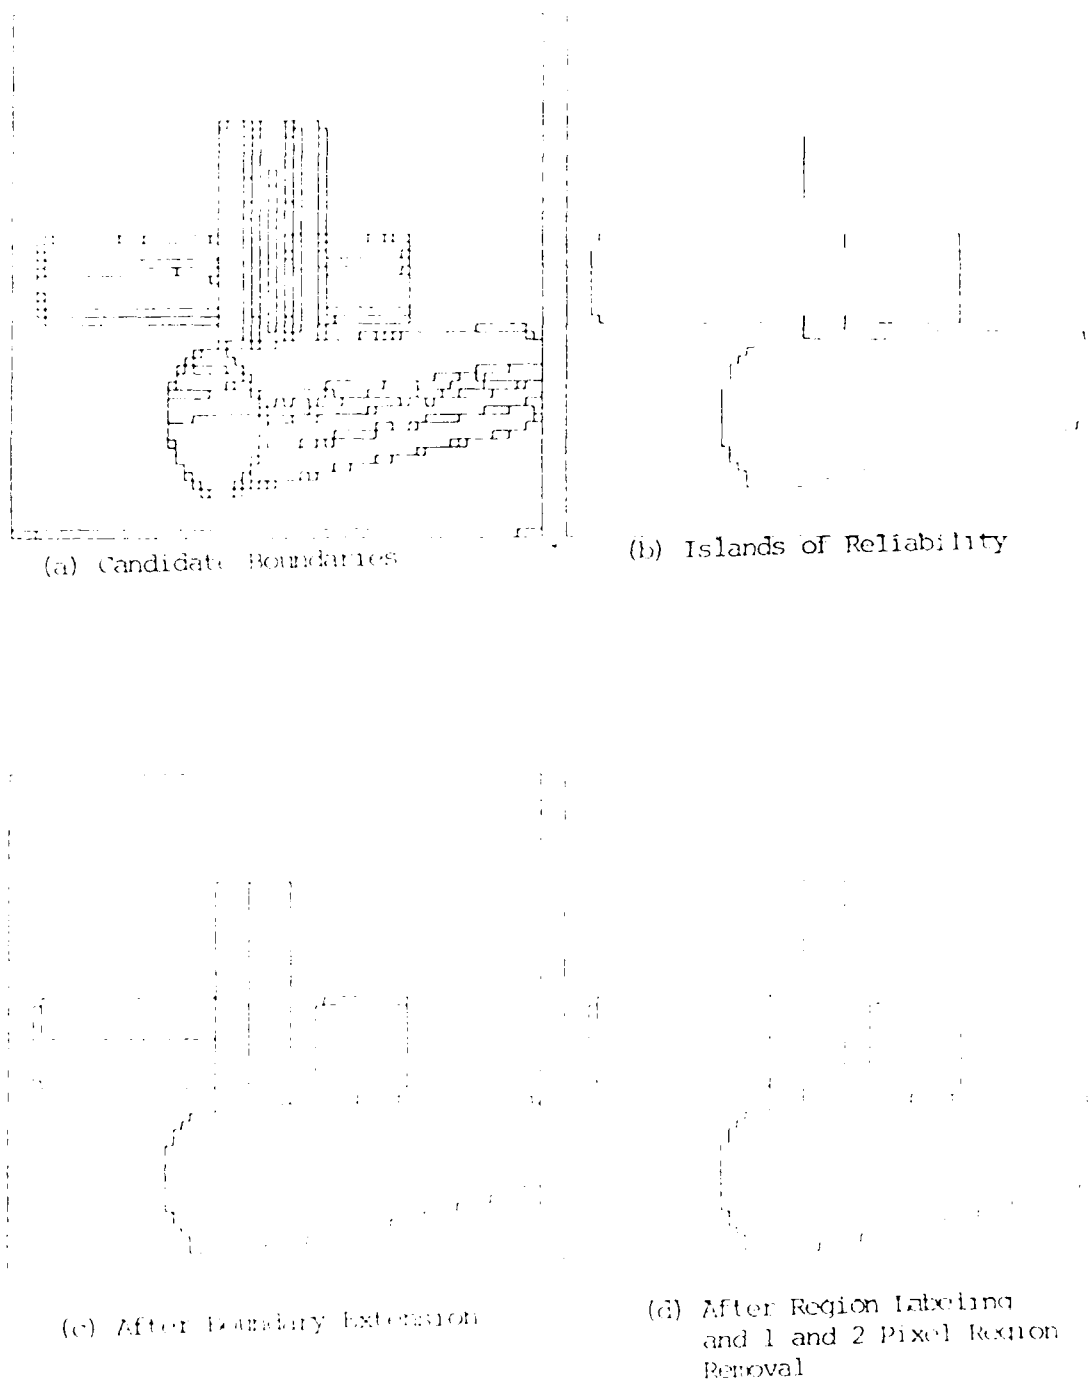 (a) Candidate Boundaries
(b) Islands of Reliability
(c) After Boundary Extension
(d) After Region Labeling
and 1 and 2 Pixel Region
Removal